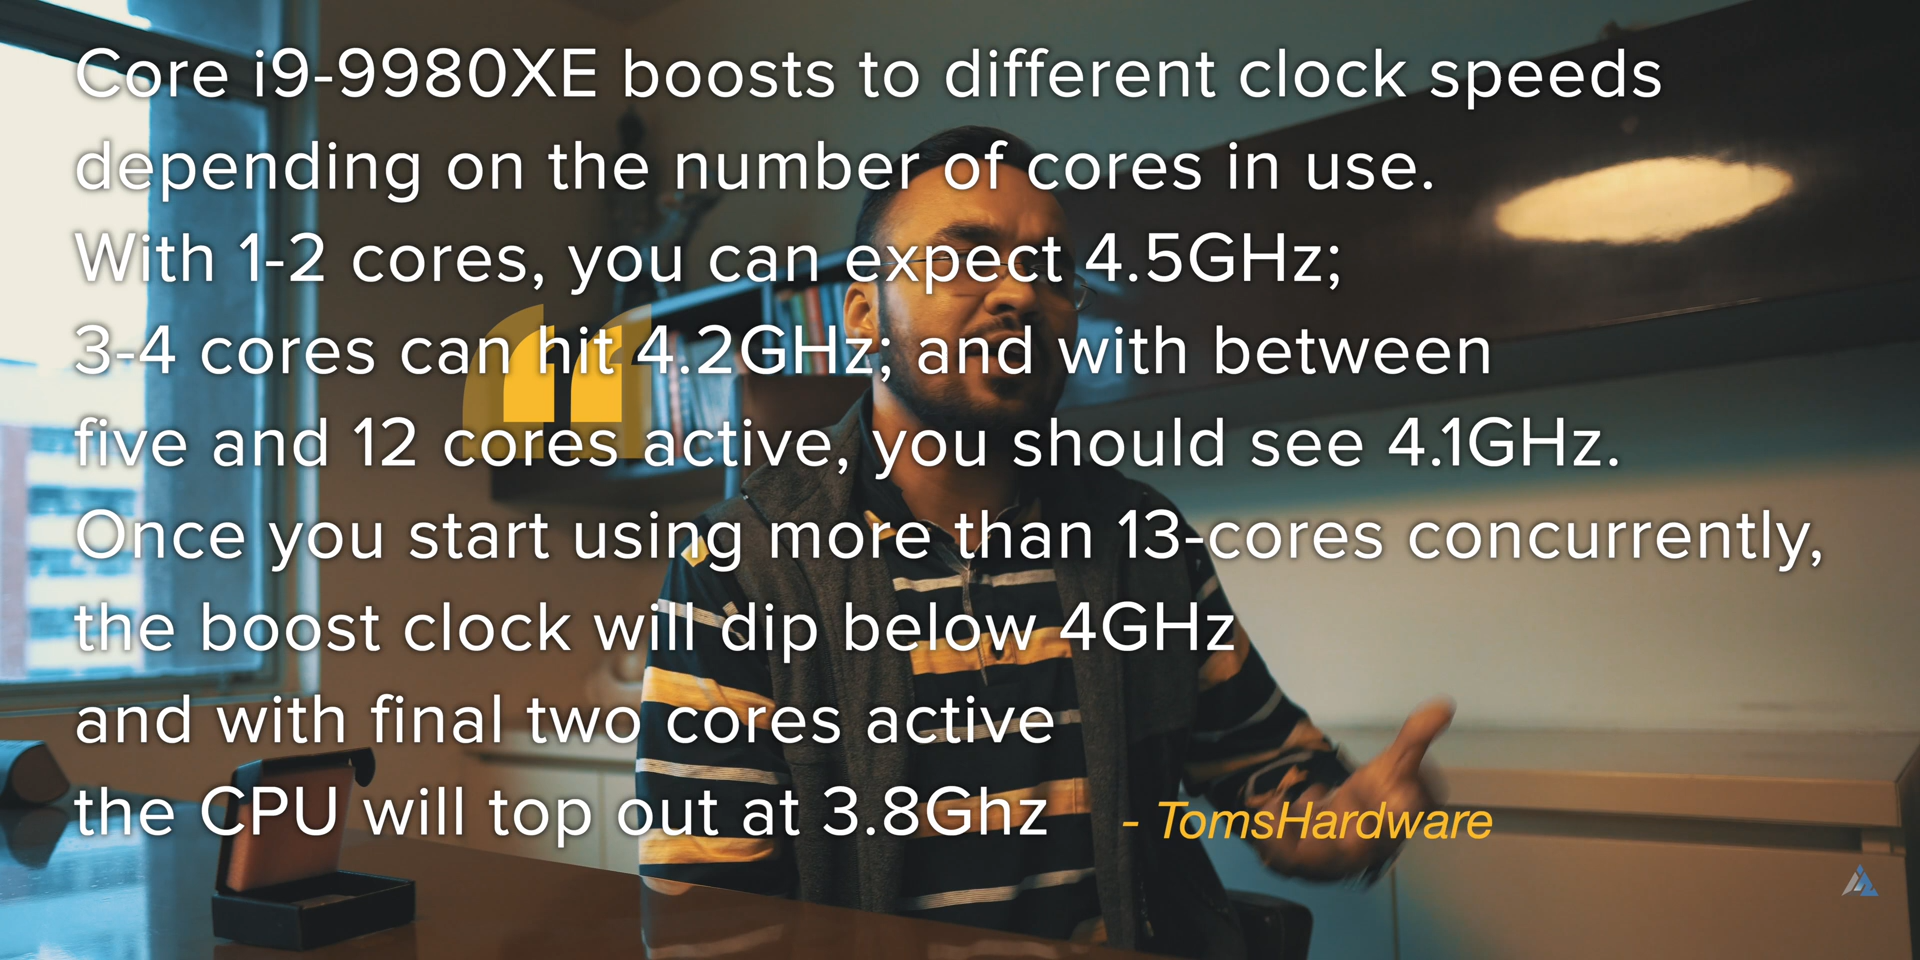 Core i9-9980XE boosts to different clock speeds
depending on the number of cores in use.
With 1-2 cores, you can expect 4.5GHz;
3-4 cores can hit 4.2GHz; and with between
five and 12 cores active, you should see 4.1GHz.
Once you start using more than 13-cores concurrently,
the boost clock will dip below 4GHz
and with final two cores active
the CPU will top out at 3.8Ghz
- TomsHardware